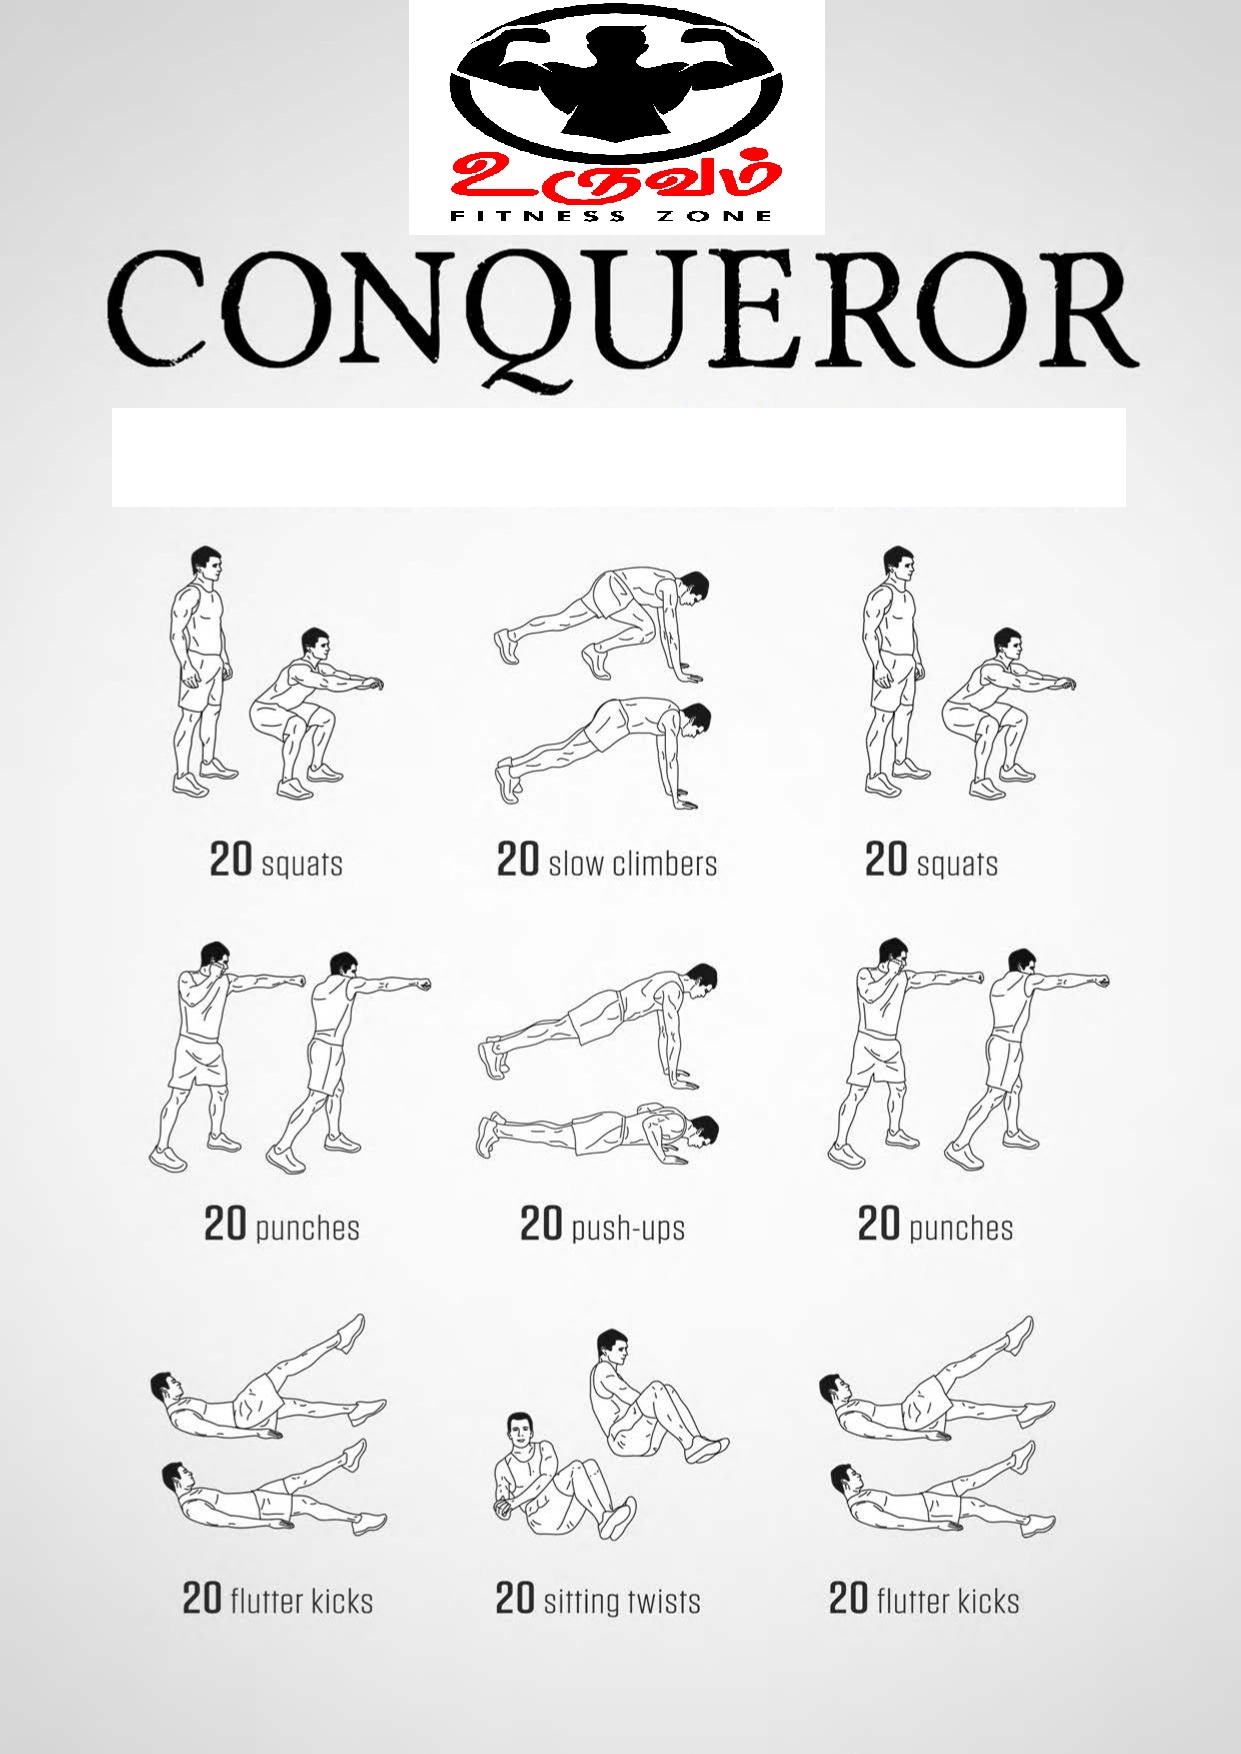 உருவம்
FITNESS ZONE
CONQUEROR
20 squats
20 slow climbers
20 squats
20 punches
20 push-ups
20 punches
20 flutter kicks
20 sitting twists
20 flutter kicks